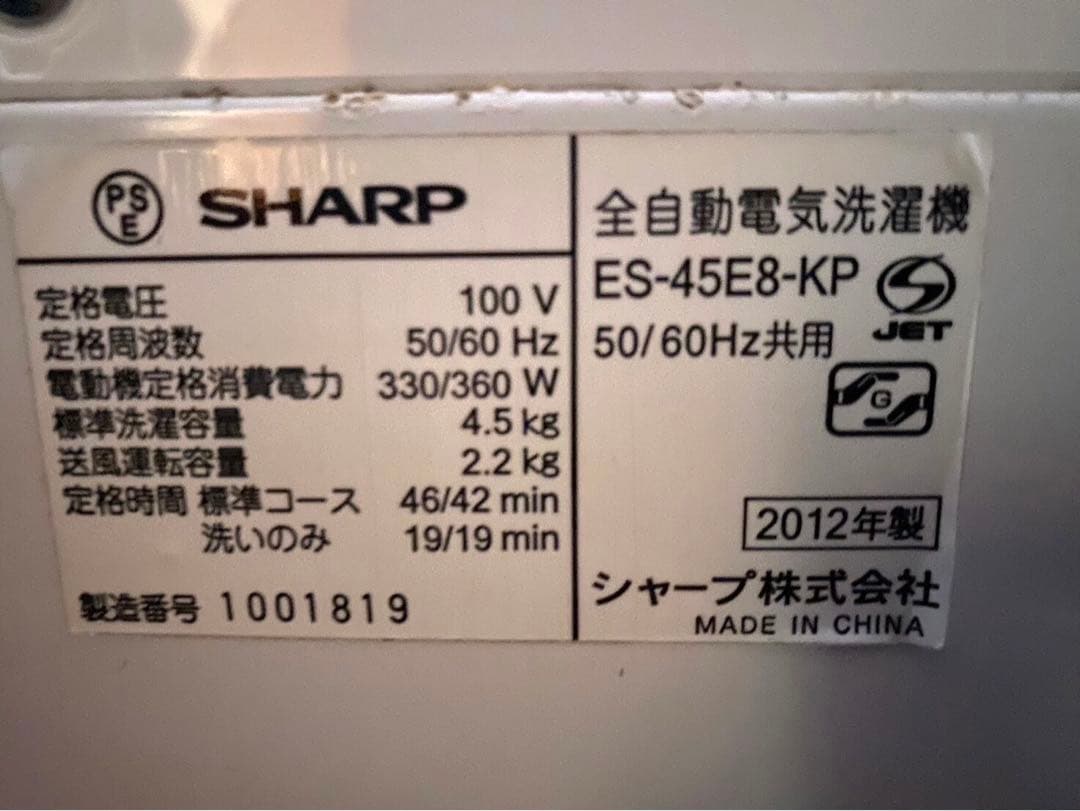 PSE SHARP
定格電圧 100 V
定格周波数 50/60 Hz
電動機定格消費電力 330/360 W
標準洗濯容量 4.5 kg
送風運転容量 2.2 kg
定格時間 標準コース 46/42 min
洗いのみ 19/19 min
製造番号 1001819
全自動電気洗濯機
ES-45E8-KP
JET
50/60Hz共用
G
2012年製
シャープ株式会社
MADE IN CHINA